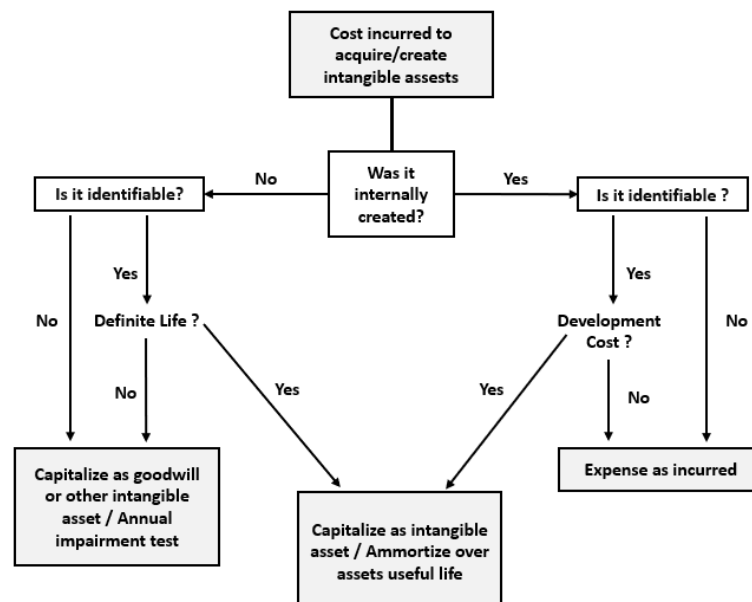 Cost incurred to
acquire/create
intangible assests
Was it
internally
created?
No
Yes
Is it identifiable?
Is it identifiable ?
Yes
Yes
No
Definite Life ?
Development
Cost ?
No
No
Yes
Yes
No
Capitalize as goodwill
or other intangible
asset / Annual
impairment test
Expense as incurred
Capitalize as intangible
asset / Ammortize over
assets useful life